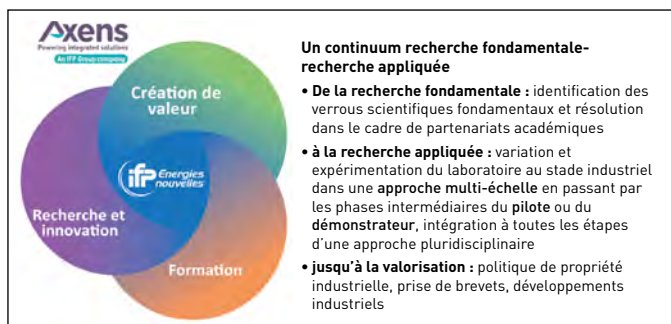 Axens
Powering integrated solutions
An IFP Group company
Création de
valeur
ifp Energies
nouvelles
Recherche et
innovation
Formation
Un continuum recherche fondamentale-
recherche appliquée
• De la recherche fondamentale : identification des
verrous scientifiques fondamentaux et résolution
dans le cadre de partenariats académiques
• à la recherche appliquée : variation et
expérimentation du laboratoire au stade industriel
dans une approche multi-échelle en passant par
les phases intermédiaires du pilote ou du
démonstrateur, intégration à toutes les étapes
d'une approche pluridisciplinaire
• jusqu'à la valorisation : politique de propriété
industrielle, prise de brevets, développements
industriels